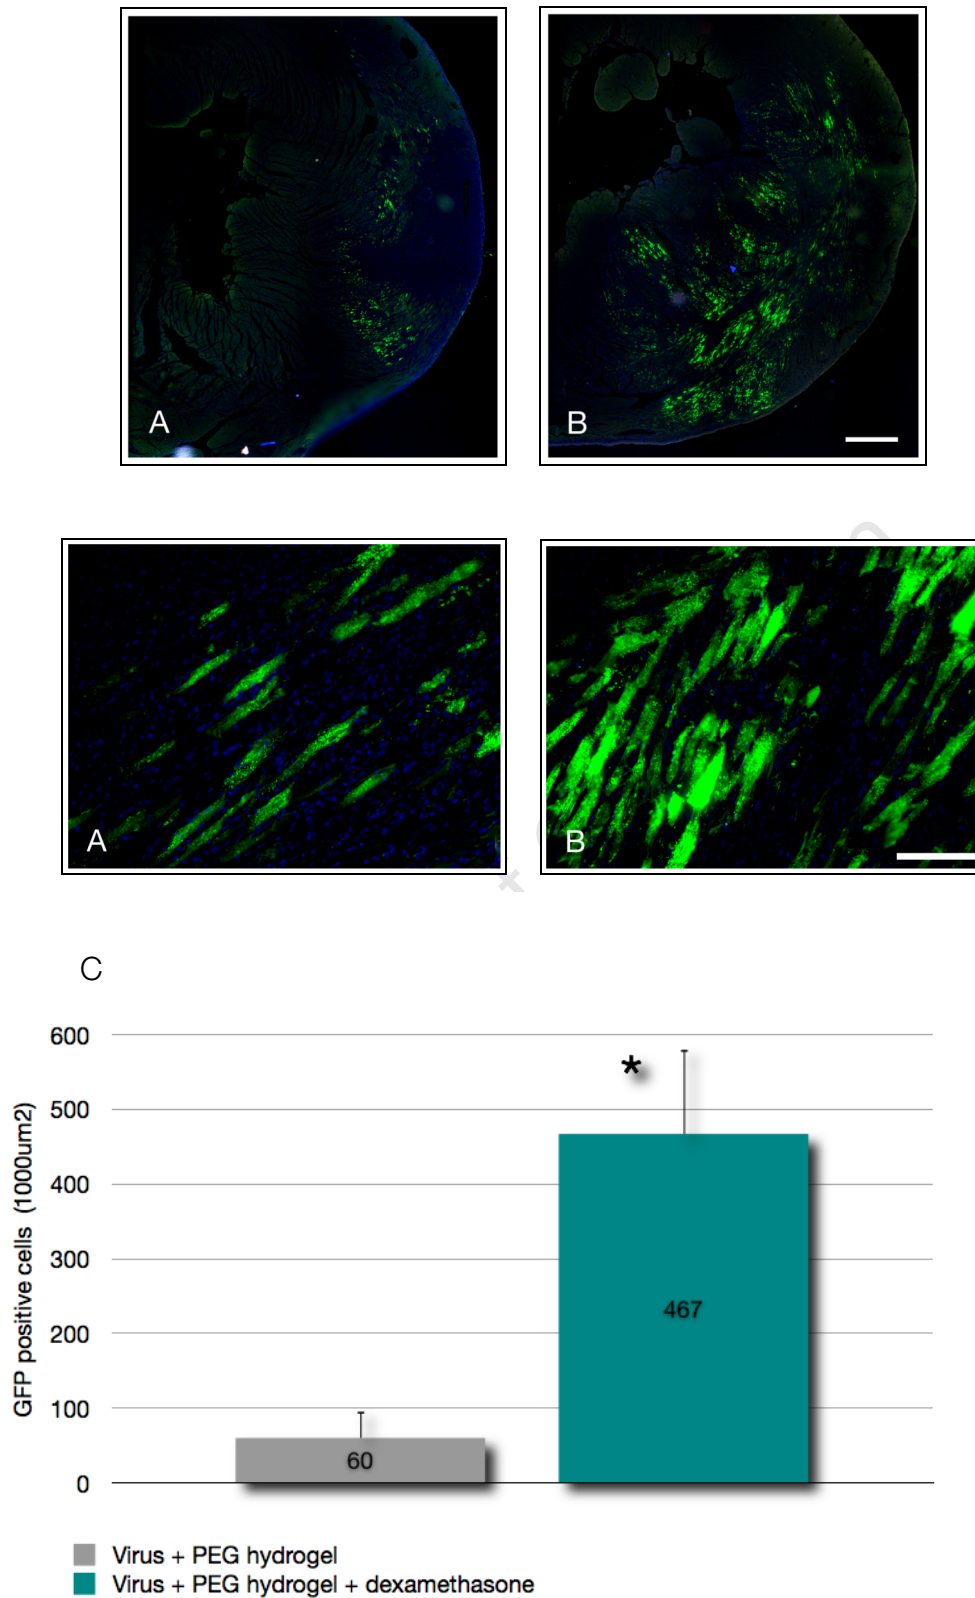 A
B
A
B
C
GFP positive cells (1000um2)
600
*
500
400
300
467
200
100
60
0
Virus + PEG hydrogel
Virus + PEG hydrogel + dexamethasone